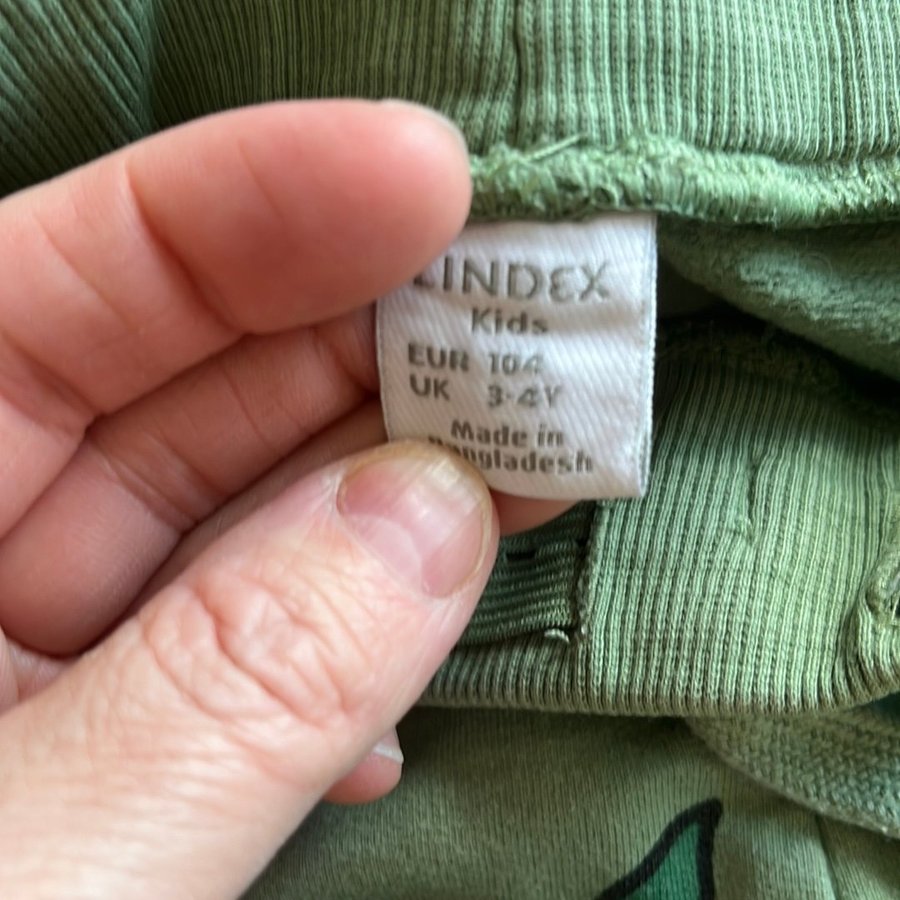 LINDEX
Kids
EUR 104
UK 3-4Y
Made in
Bangladesh